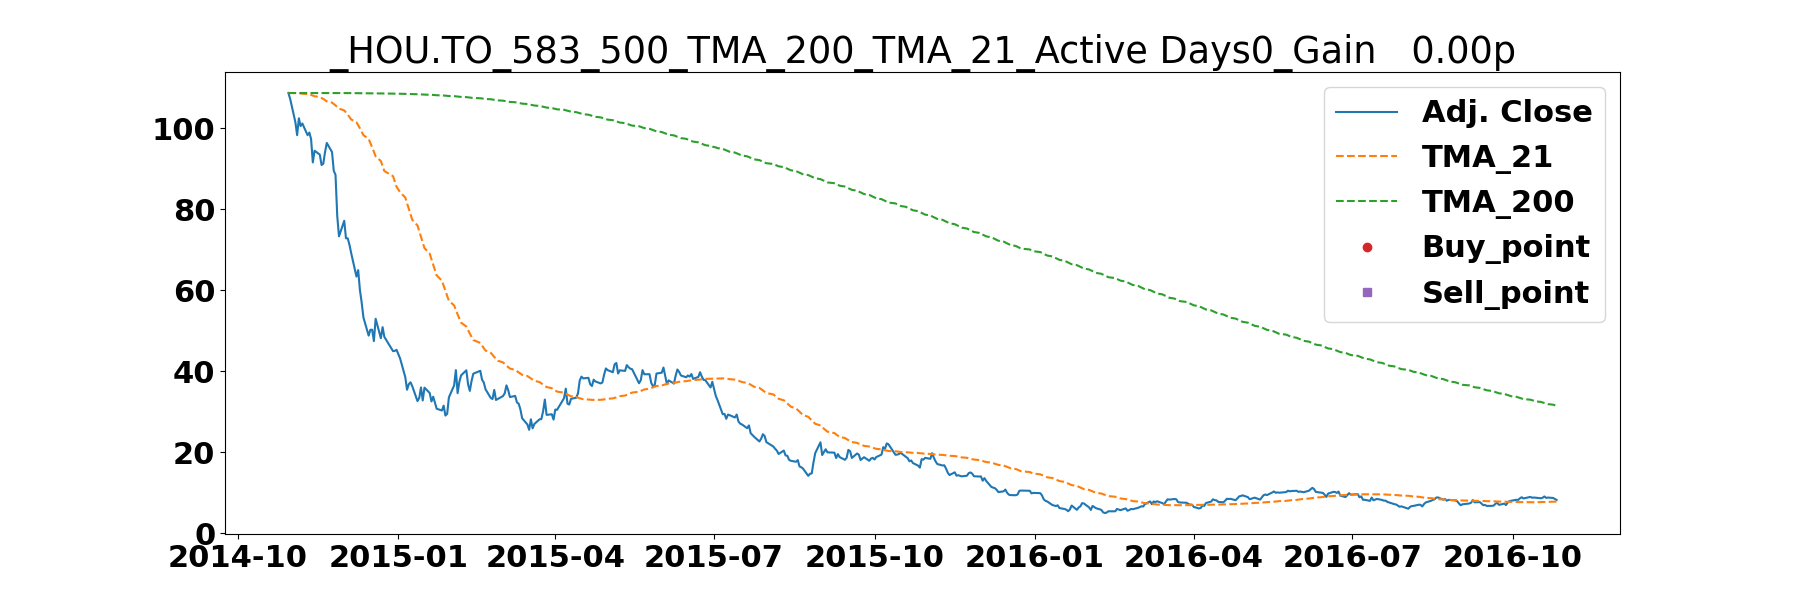 _HOU.TO_583_500_TMA_200_TMA_21_Active Days0_Gain   0.00p
Adj. Close
TMA_21
TMA_200
Buy_point
Sell_point
100
80
60
40
20
0
2014-10 2015-01 2015-04 2015-07 2015-10 2016-01 2016-04 2016-07 2016-10